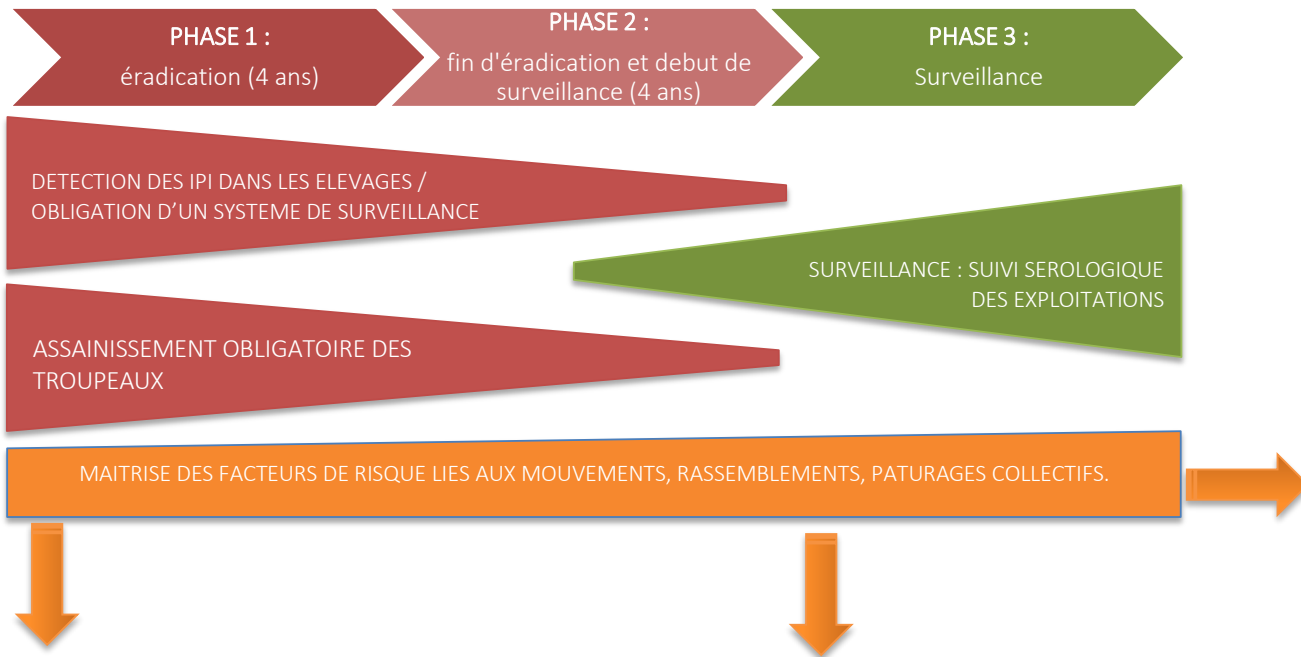 PHASE 1 :
éradication (4 ans)
PHASE 2 :
fin d'éradication et debut de
surveillance (4 ans)
PHASE 3 :
Surveillance
DETECTION DES IPI DANS LES ELEVAGES /
OBLIGATION D’UN SYSTEME DE SURVEILLANCE
SURVEILLANCE : SUIVI SEROLOGIQUE
DES EXPLOITATIONS
ASSAINISSEMENT OBLIGATOIRE DES
TROUPEAUX
MAITRISE DES FACTEURS DE RISQUE LIES AUX MOUVEMENTS, RASSEMBLEMENTS, PATURAGES COLLECTIFS.